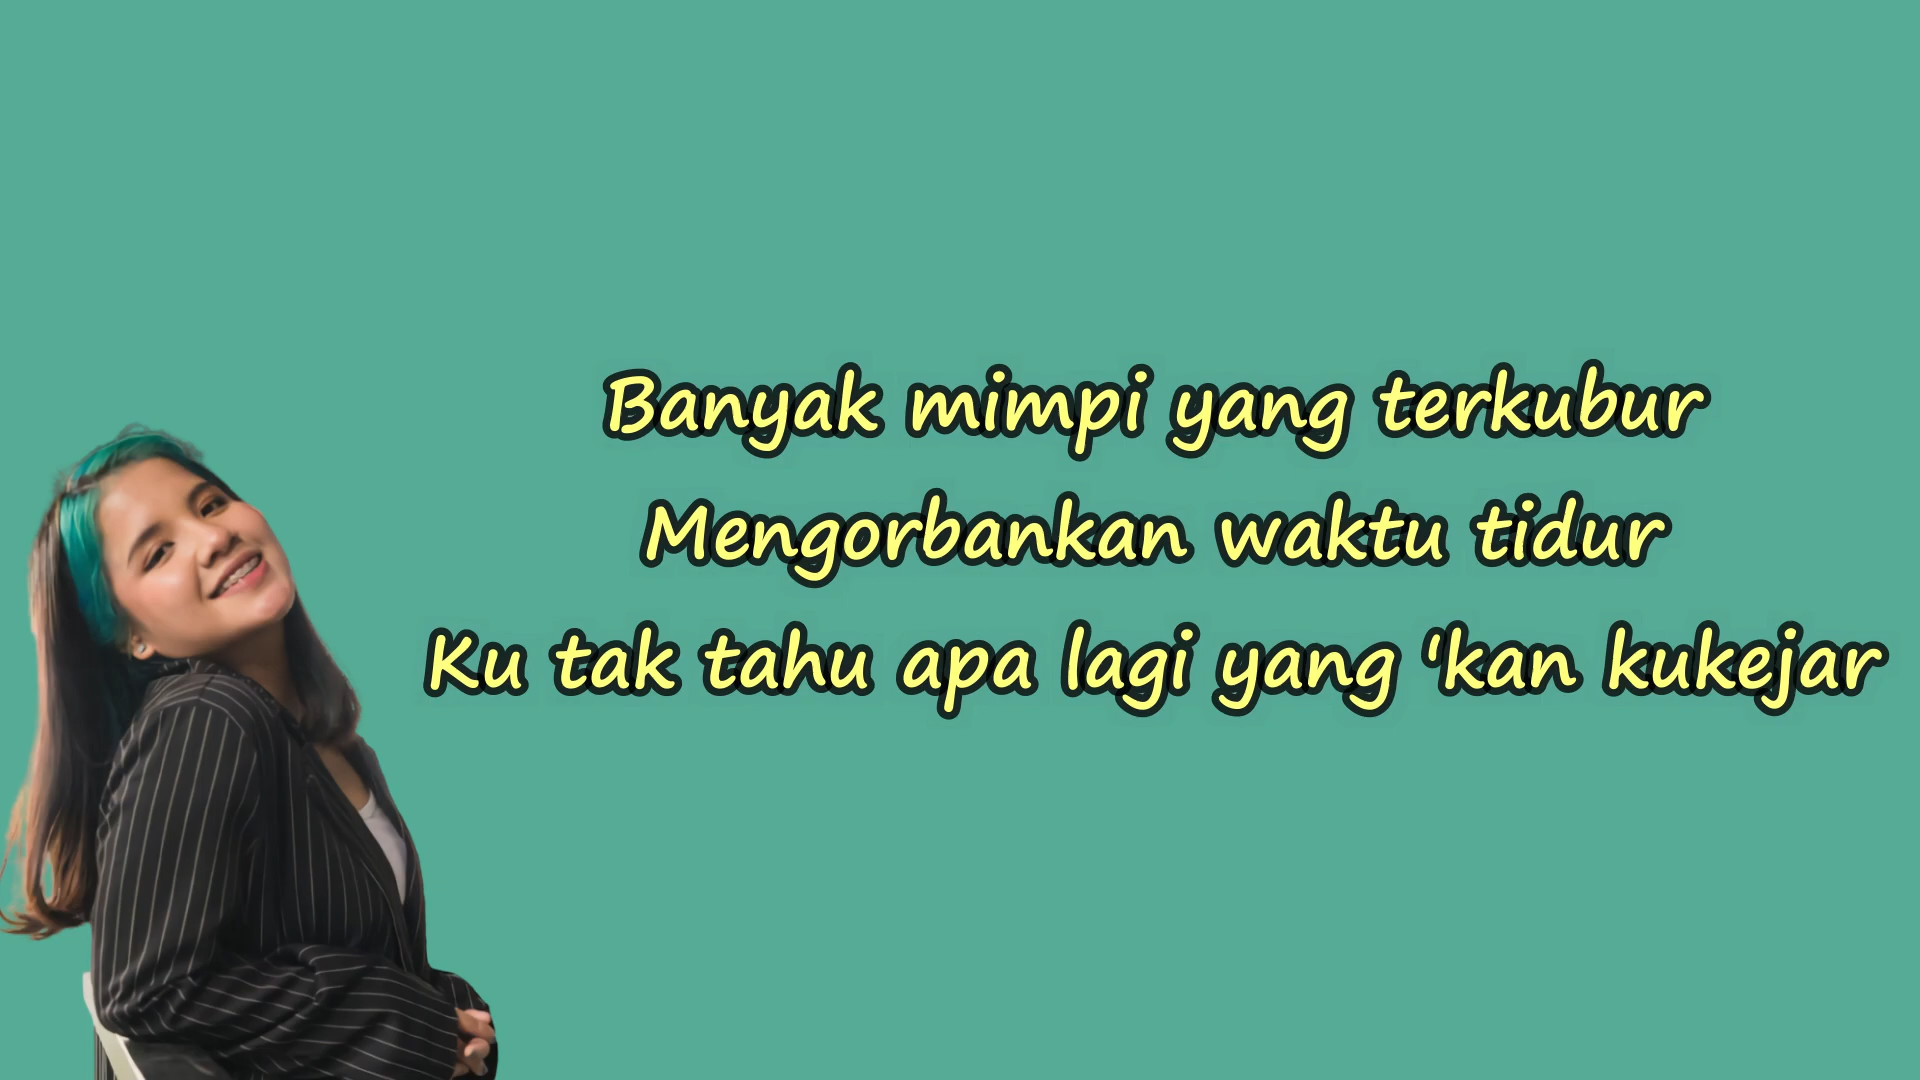 Banyak mimpi yang terkubur
Mengorbankan waktu tidur
Ku tak tahu apa lagi yang 'kan kukejar